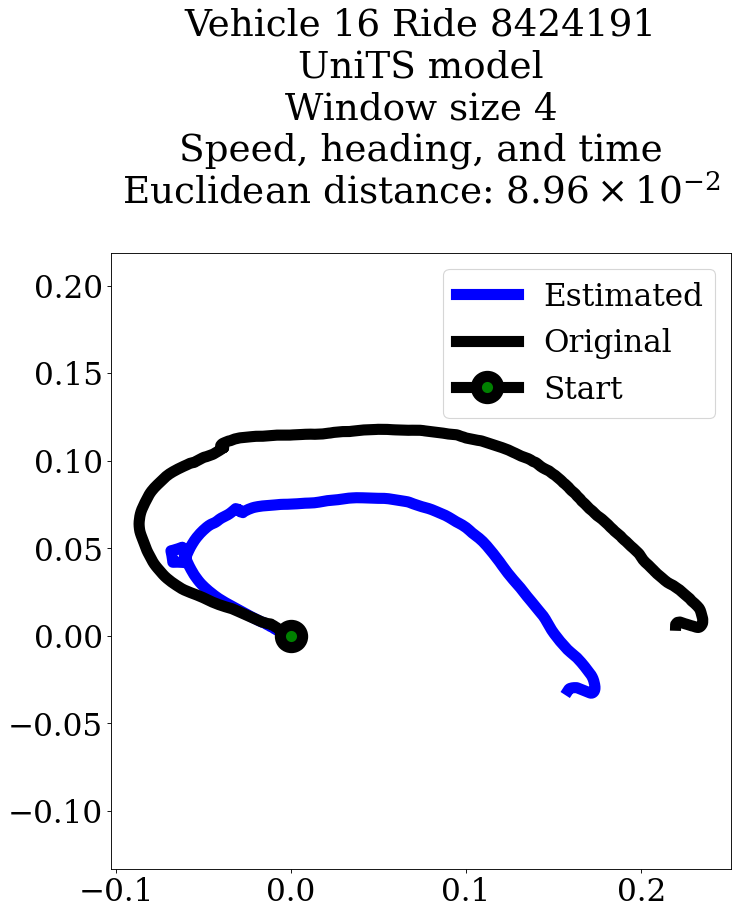 Vehicle 16 Ride 8424191
UniTS model
Window size 4
Speed, heading, and time
Euclidean distance: 8.96 × 10⁻²
Estimated
Original
Start
0.20
0.15
0.10
0.05
0.00
−0.05
−0.10
−0.1 0.0 0.1 0.2